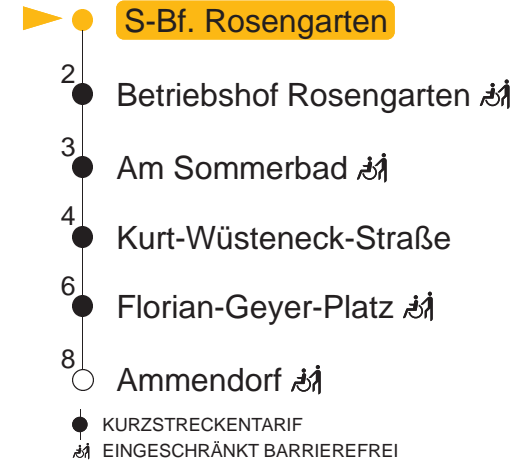 S-Bf. Rosengarten
2 Betriebshof Rosengarten
3 Am Sommerbad
4 Kurt-Wüsteneck-Straße
6 Florian-Geyer-Platz
8 Ammendorf
KURZSTRECKENTARIF
EINGESCHRÄNKT BARRIEREFREI